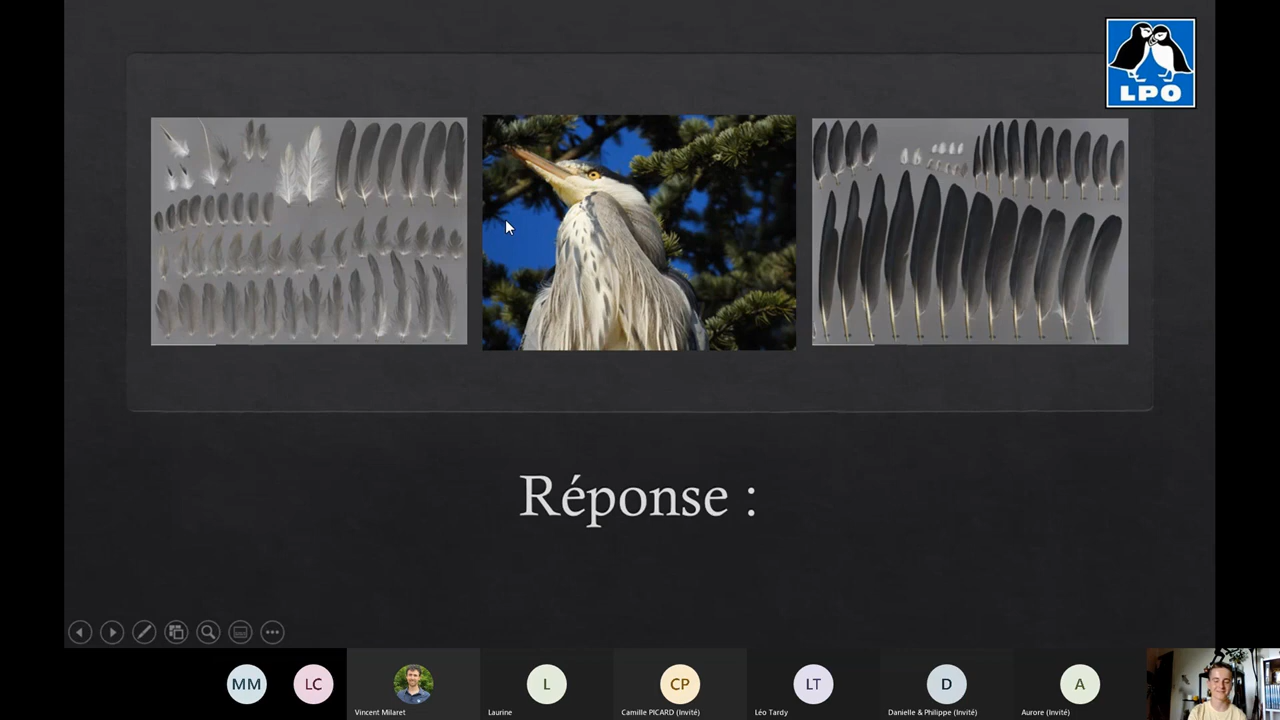 LPO
Réponse :
MM
LC
L
CP
LT
D
A
Vincent Milaret
Laurine
Camille PICARD (Invité)
Léo Tardy
Danielle & Philippe (Invité)
Aurore (Invité)